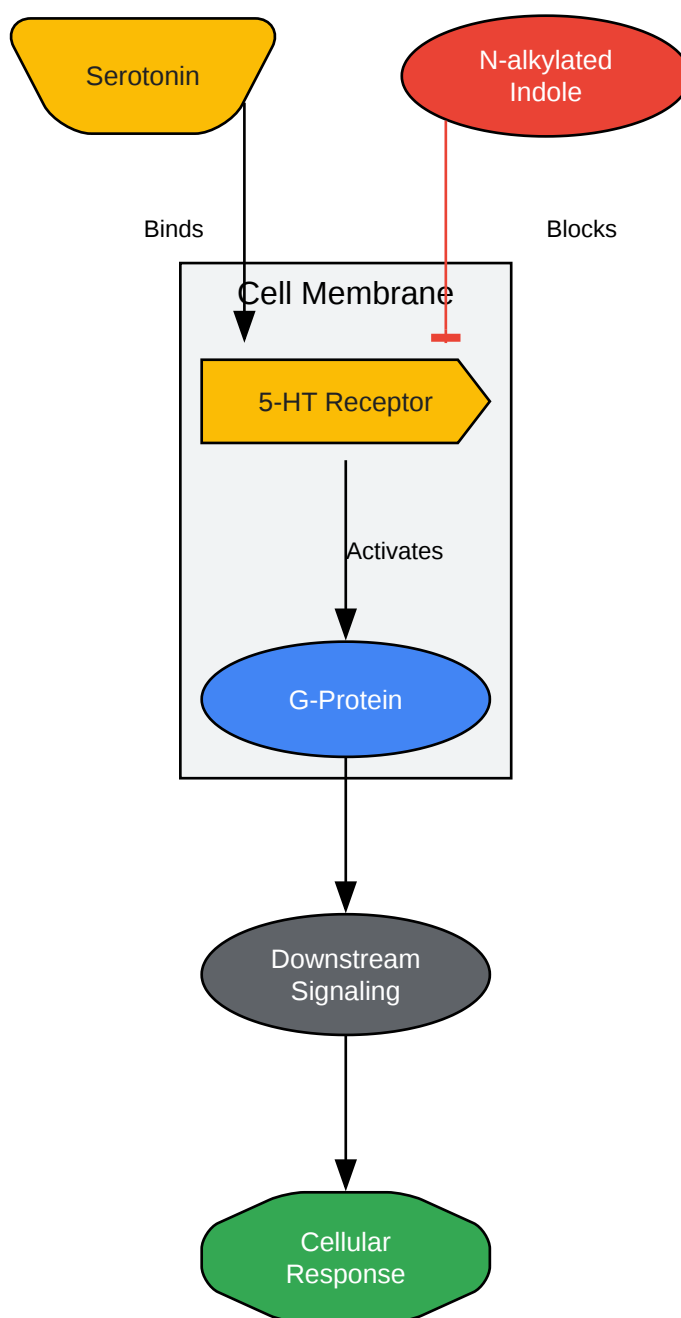 Serotonin
N-alkylated
Indole
Binds
Blocks
Cell Membrane
5-HT Receptor
Activates
G-Protein
Downstream
Signaling
Cellular
Response